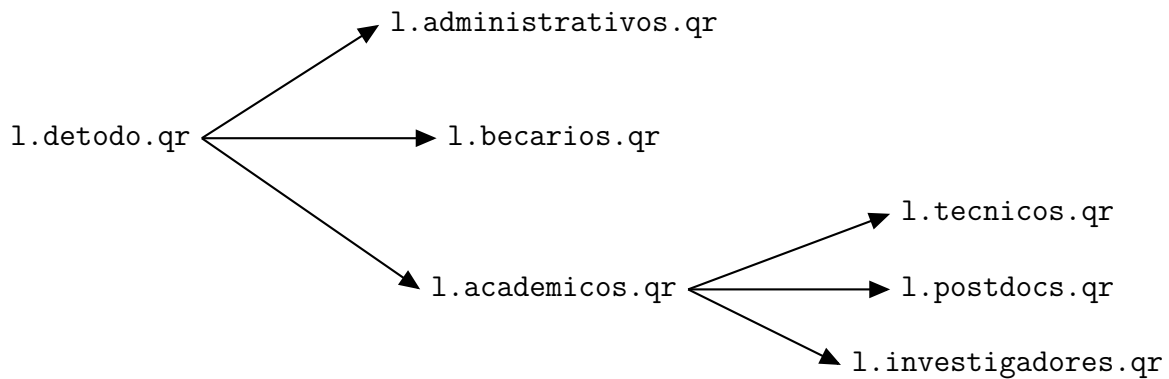 l.administrativos.qr
l.detodo.qr
l.becarios.qr
l.tecnicos.qr
l.academicos.qr
l.postdocs.qr
l.investigadores.qr